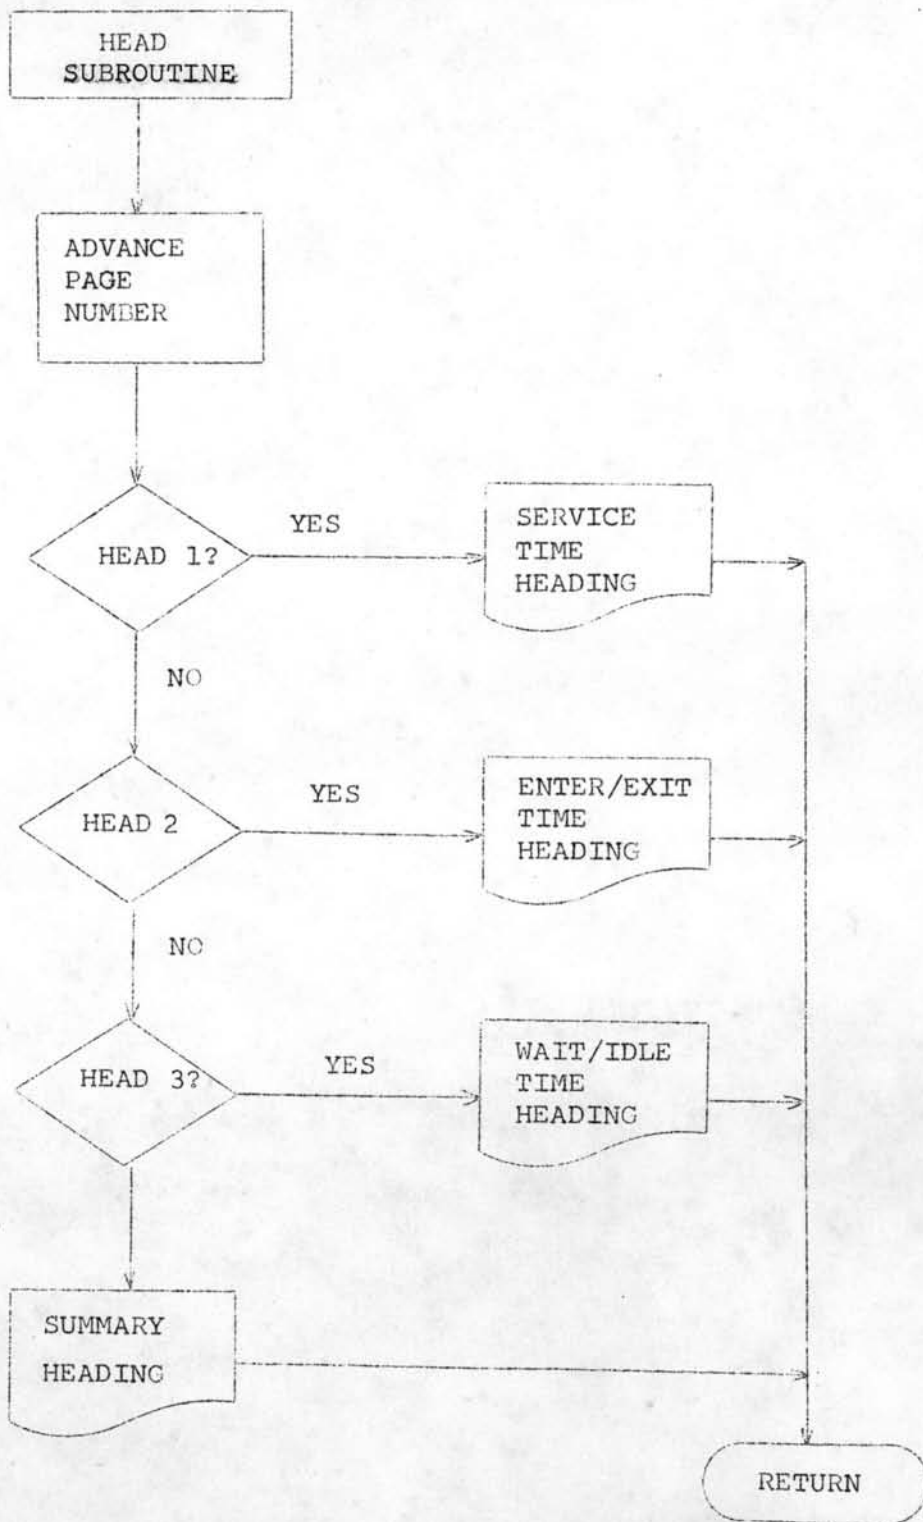 HEAD
SUBROUTINE
ADVANCE
PAGE
NUMBER
HEAD 1?
YES
SERVICE
TIME
HEADING
NO
HEAD 2
YES
ENTER/EXIT
TIME
HEADING
NO
HEAD 3?
YES
WAIT/IDLE
TIME
HEADING
SUMMARY
HEADING
RETURN